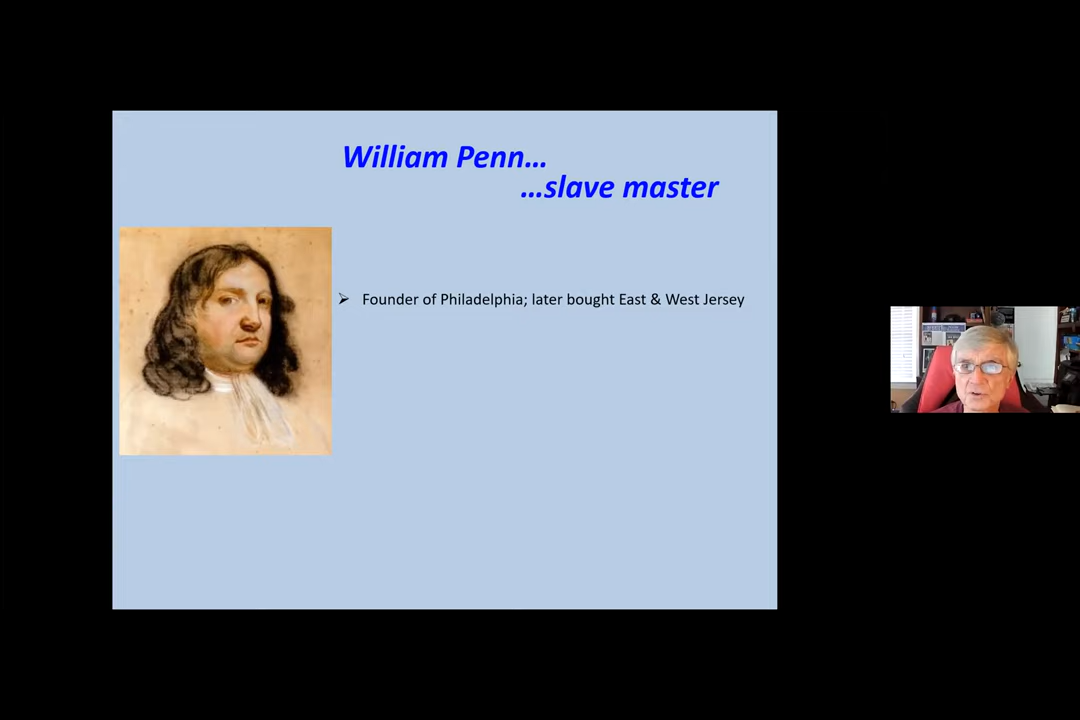 William Penn…
…slave master
➢ Founder of Philadelphia; later bought East & West Jersey